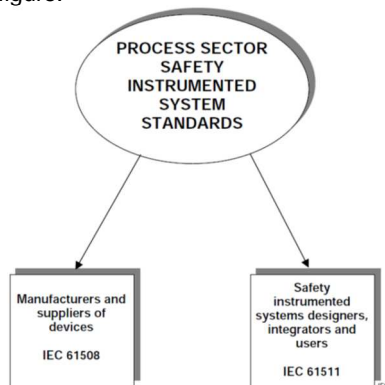 figure.
PROCESS SECTOR
SAFETY
INSTRUMENTED
SYSTEM
STANDARDS
Manufacturers and
suppliers of
devices
IEC 61508
Safety
instrumented
systems designers,
integrators and
users
IEC 61511